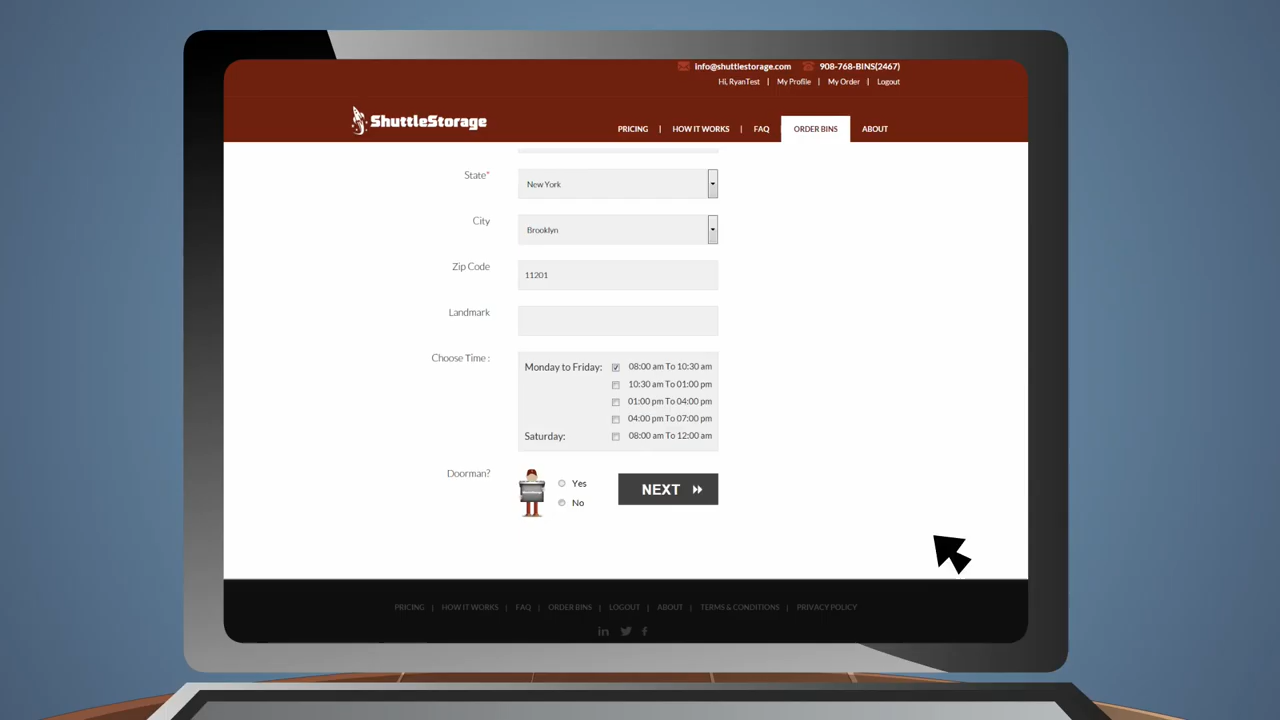 info@shuttlestorage.com 908-768-BINS(2467)
Hi, RyanTest | My Profile | My Order | Logout
ShuttleStorage
PRICING | HOW IT WORKS | FAQ | ORDER BINS | ABOUT
State* New York
City Brooklyn
Zip Code 11201
Landmark
Choose Time :
Monday to Friday: 08:00 am To 10:30 am
10:30 am To 01:00 pm
01:00 pm To 04:00 pm
04:00 pm To 07:00 pm
Saturday: 08:00 am To 12:00 am
Doorman? Yes
No
NEXT
PRICING | HOW IT WORKS | FAQ | ORDER BINS | LOGOUT | ABOUT | TERMS & CONDITIONS | PRIVACY POLICY